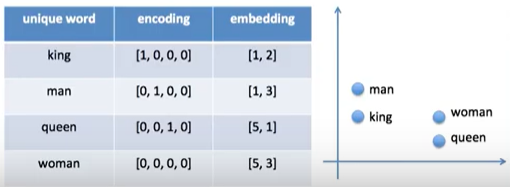 unique word encoding embedding
king [1, 0, 0, 0] [1, 2]
man [0, 1, 0, 0] [1, 3]
queen [0, 0, 1, 0] [5, 1]
woman [0, 0, 0, 0] [5, 3]
man
king
woman
queen